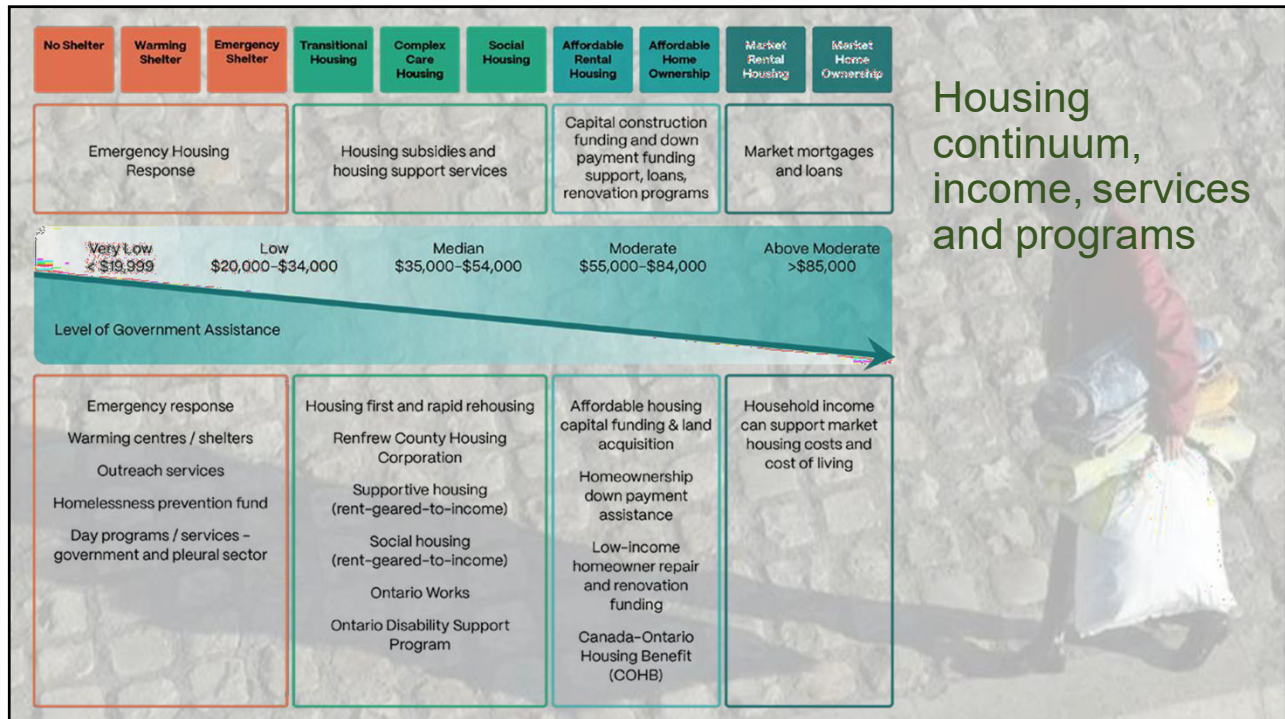 No Shelter
Warming
Shelter
Emergency
Shelter
Transitional
Housing
Complex
Care
Housing
Social
Housing
Affordable
Rental
Housing
Affordable
Home
Ownership
Market
Rental
Housing
Market
Home
Ownership
Housing
continuum,
income, services
and programs
Emergency Housing
Response
Housing subsidies and
housing support services
Capital construction
funding and down
payment funding
support, loans,
renovation programs
Market mortgages
and loans
Very Low
< $19,999
Low
$20,000–$34,000
Median
$35,000–$54,000
Moderate
$55,000–$84,000
Above Moderate
>$85,000
Level of Government Assistance
Emergency response
Warming centres / shelters
Outreach services
Homelessness prevention fund
Day programs / services –
government and pleural sector
Housing first and rapid rehousing
Renfrew County Housing
Corporation
Supportive housing
(rent-geared-to-income)
Social housing
(rent-geared-to-income)
Ontario Works
Ontario Disability Support
Program
Affordable housing
capital funding & land
acquisition
Homeownership
down payment
assistance
Low-income
homeowner repair
and renovation
funding
Canada-Ontario
Housing Benefit
(COHB)
Household income
can support market
housing costs and
cost of living